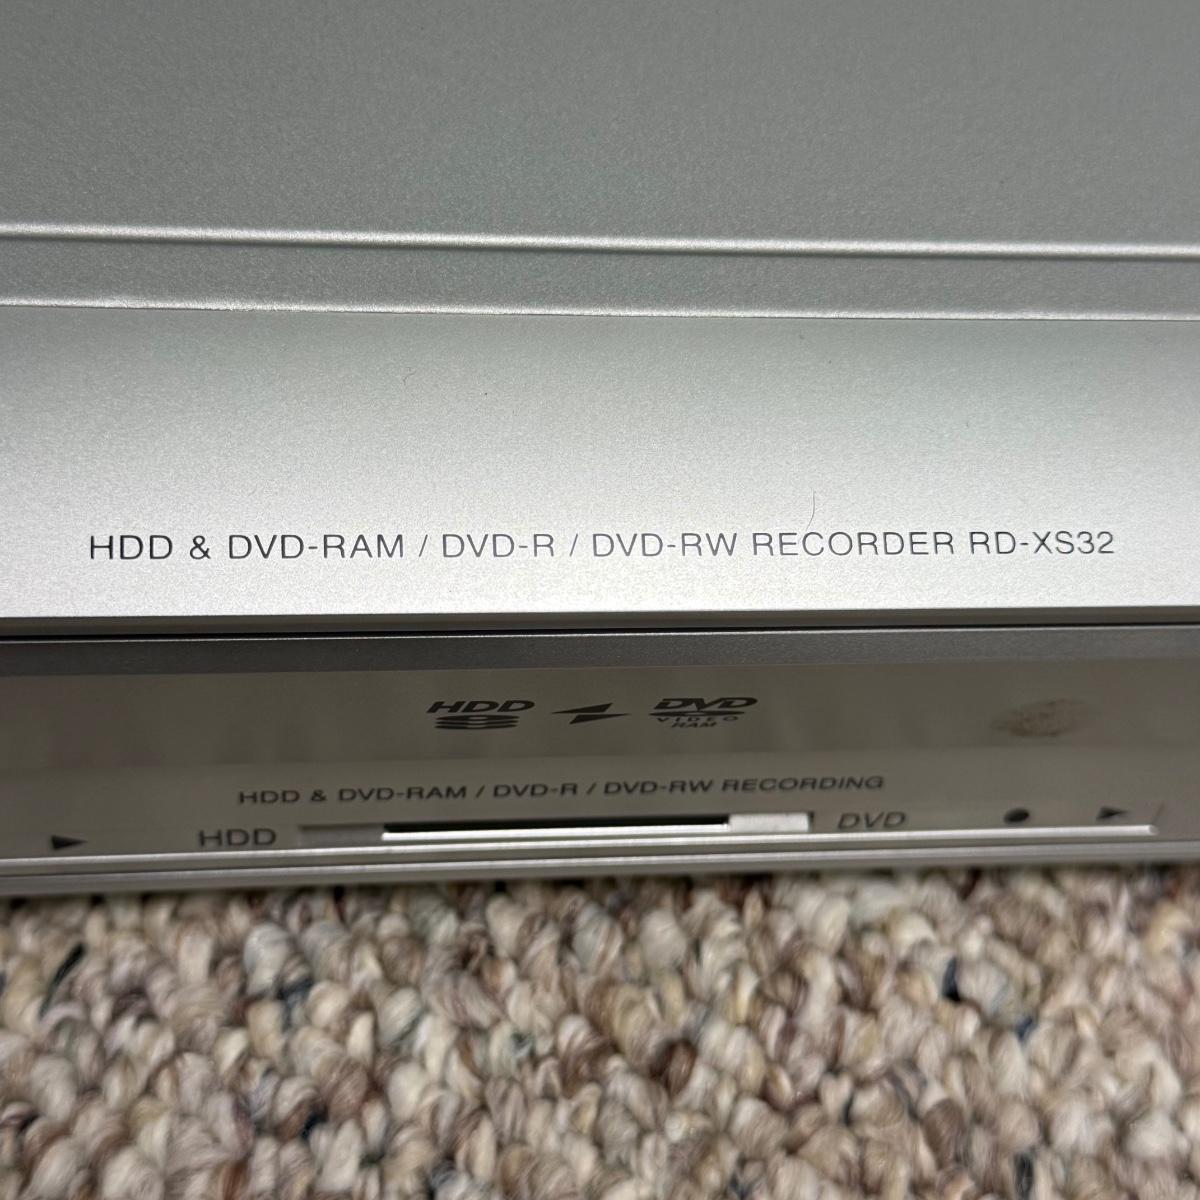 HDD & DVD-RAM / DVD-R / DVD-RW RECORDER RD-XS32
HDD DVD
VIDEO
RAM
HDD & DVD-RAM / DVD-R / DVD-RW RECORDING
HDD DVD